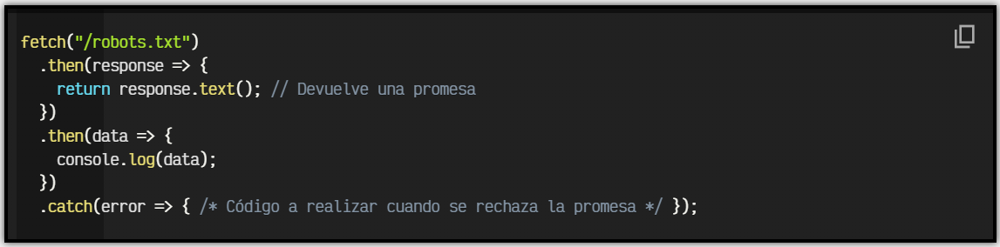 fetch("/robots.txt")
  .then(response => {
    return response.text(); // Devuelve una promesa
  })
  .then(data => {
    console.log(data);
  })
  .catch(error => { /* Código a realizar cuando se rechaza la promesa */ });